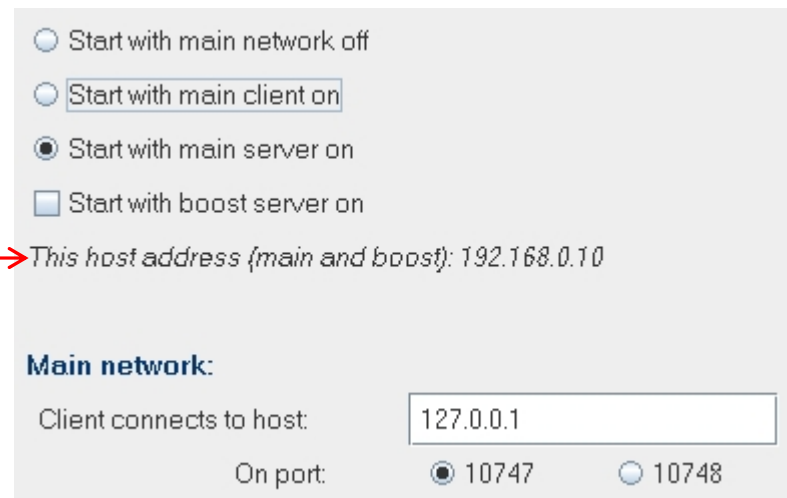 Start with main network off
Start with main client on
Start with main server on
Start with boost server on
This host address (main and boost): 192.168.0.10
Main network:
Client connects to host: 127.0.0.1
On port: 10747 10748